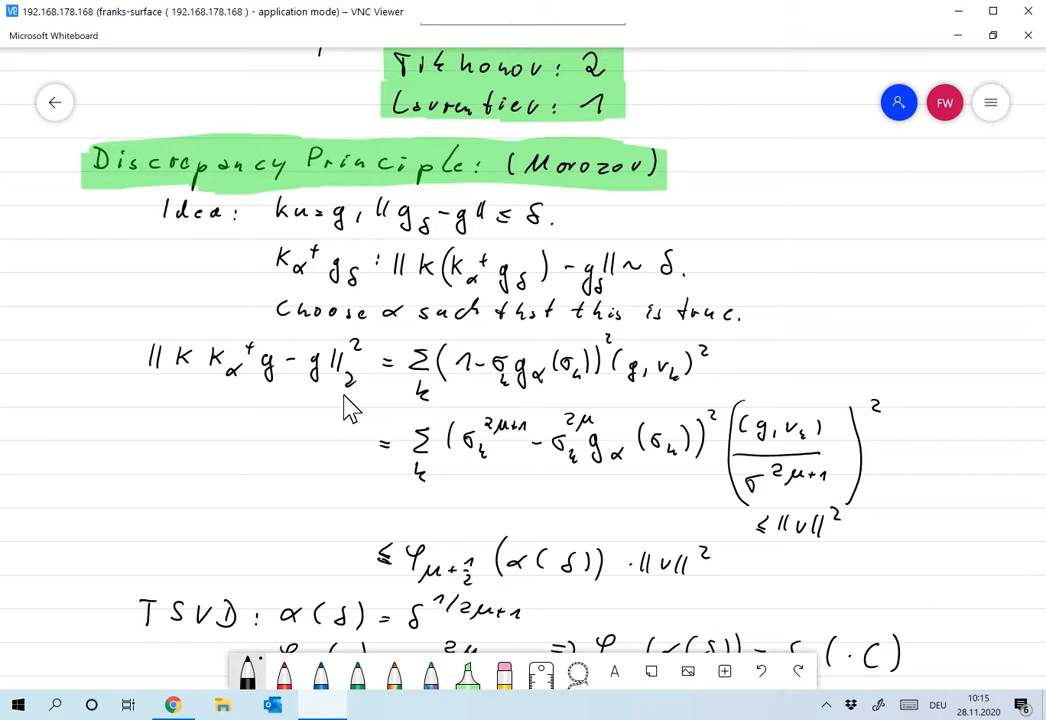 192.168.178.168 (franks-surface ( 192.168.178.168 ) - application mode) – VNC Viewer
Microsoft Whiteboard
Tikhonov: 2
Lavrentiev: 1
FW
Discrepancy Principle: (Morozov)
Idea: Ku=g, ‖g_δ-g‖ ≤ δ.
K_α^+ g_δ : ‖K(K_α^+ g_δ) - g_δ‖ ~ δ.
Choose α such that this is true.
‖K K_α^+ g - g‖_2^2 = Σ_k (1-σ_k g_α(σ_k))^2 (g, v_k)^2
= Σ_k (σ_k^{2μ+1} - σ_k^{2μ} g_α(σ_k))^2 ((g, v_k) / σ^{2μ+1})^2
≤ ‖v‖^2
≤ φ_{μ+1/2} (α(δ)) · ‖v‖^2
TSVD: α(δ) = δ^{1/2μ+1}
(· C)
A
10:15
DEU
28.11.2020
6